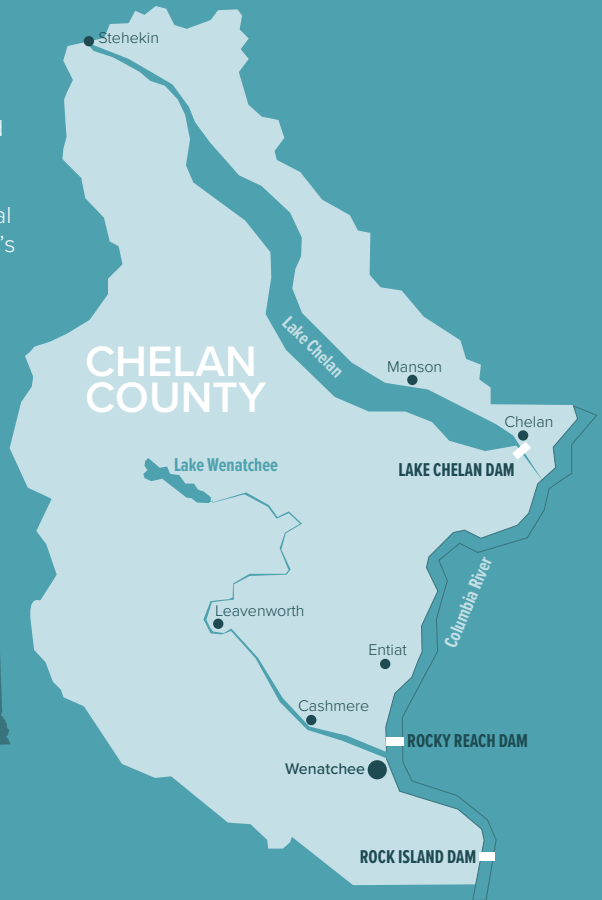 Stehekin
al
's
Lake Chelan
CHELAN
COUNTY
Manson
Chelan
LAKE CHELAN DAM
Lake Wenatchee
Columbia River
Leavenworth
Entiat
Cashmere
ROCKY REACH DAM
Wenatchee
ROCK ISLAND DAM